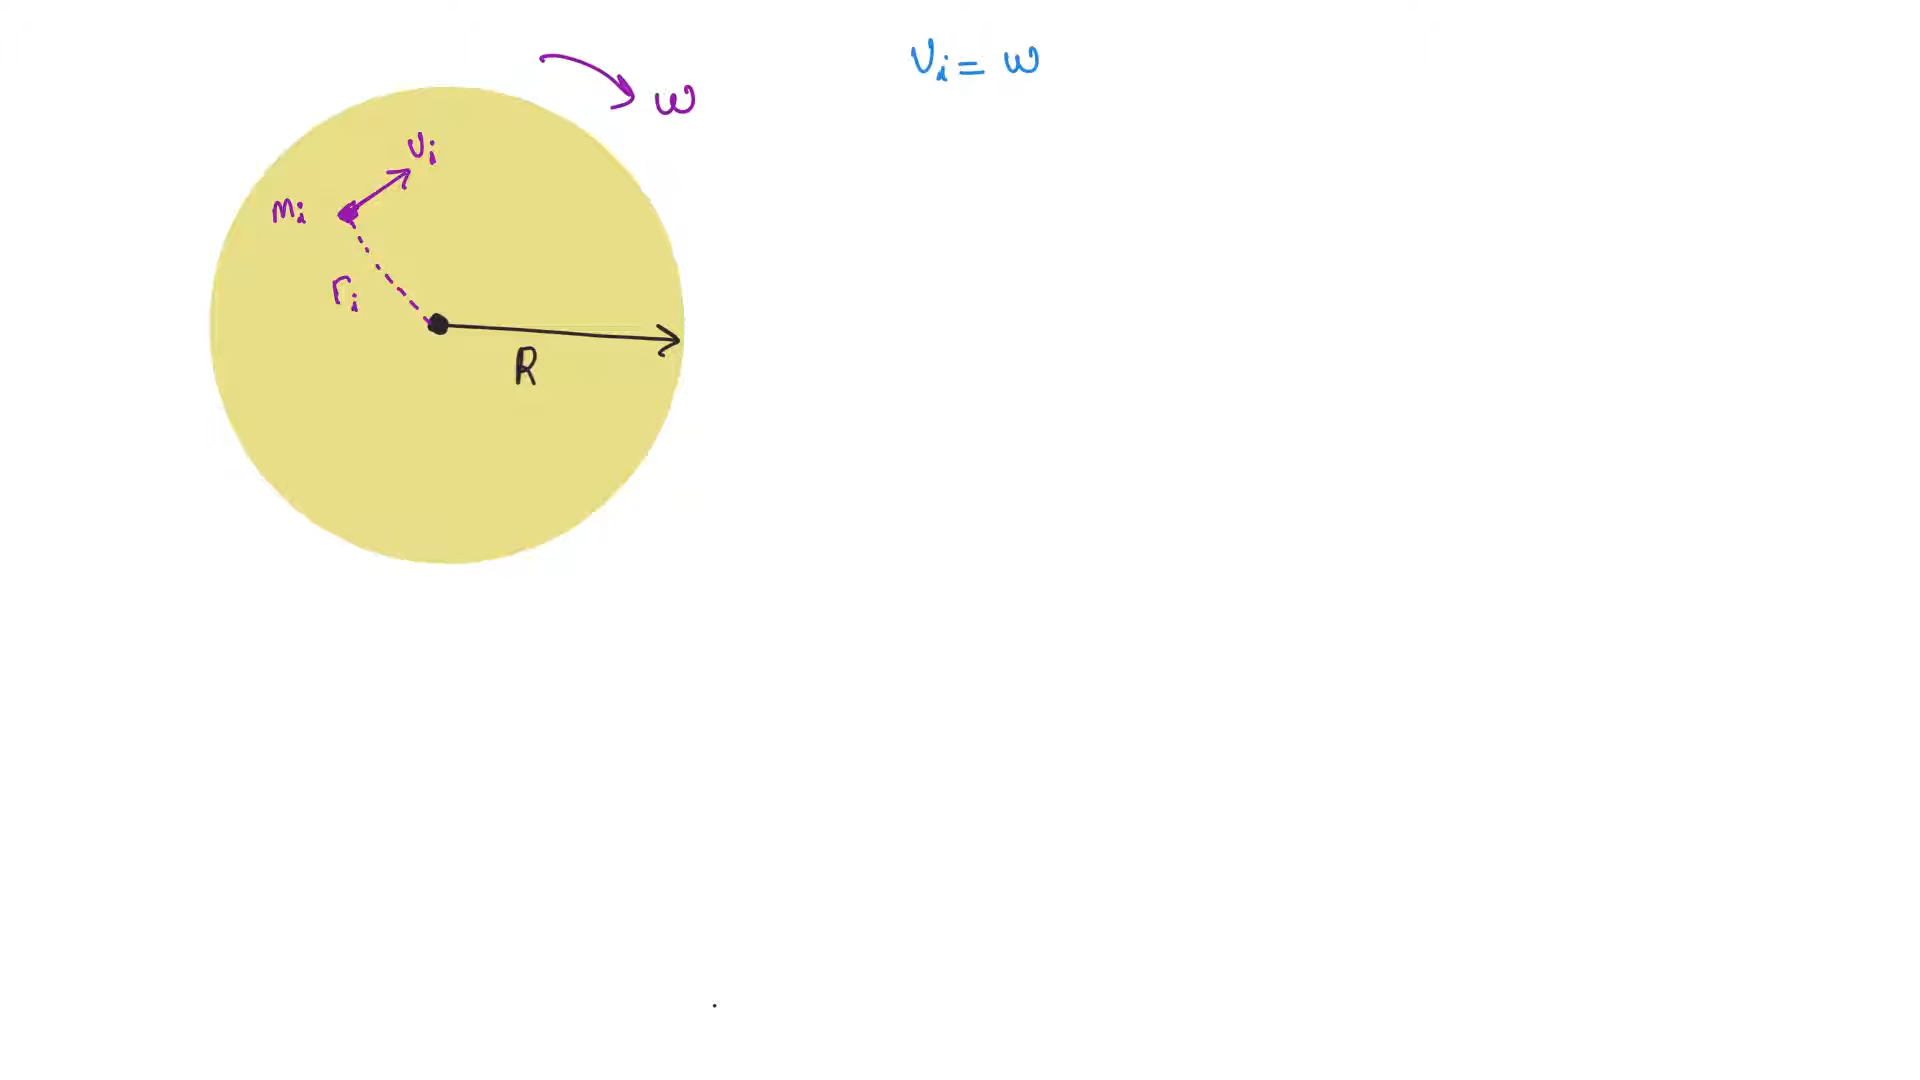 vi = ω
ω
vi
mi
ri
R